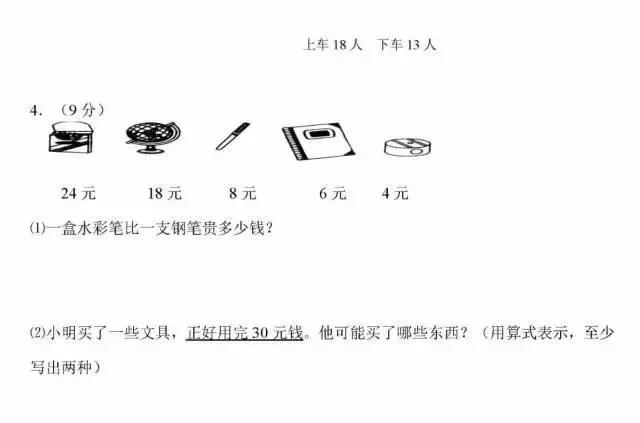 上车 18 人 下车 13 人
4. （9 分）
24 元 18 元 8 元 6 元 4 元
⑴一盒水彩笔比一支钢笔贵多少钱？
⑵小明买了一些文具，正好用完 30 元钱。他可能买了哪些东西？（用算式表示，至少
写出两种）